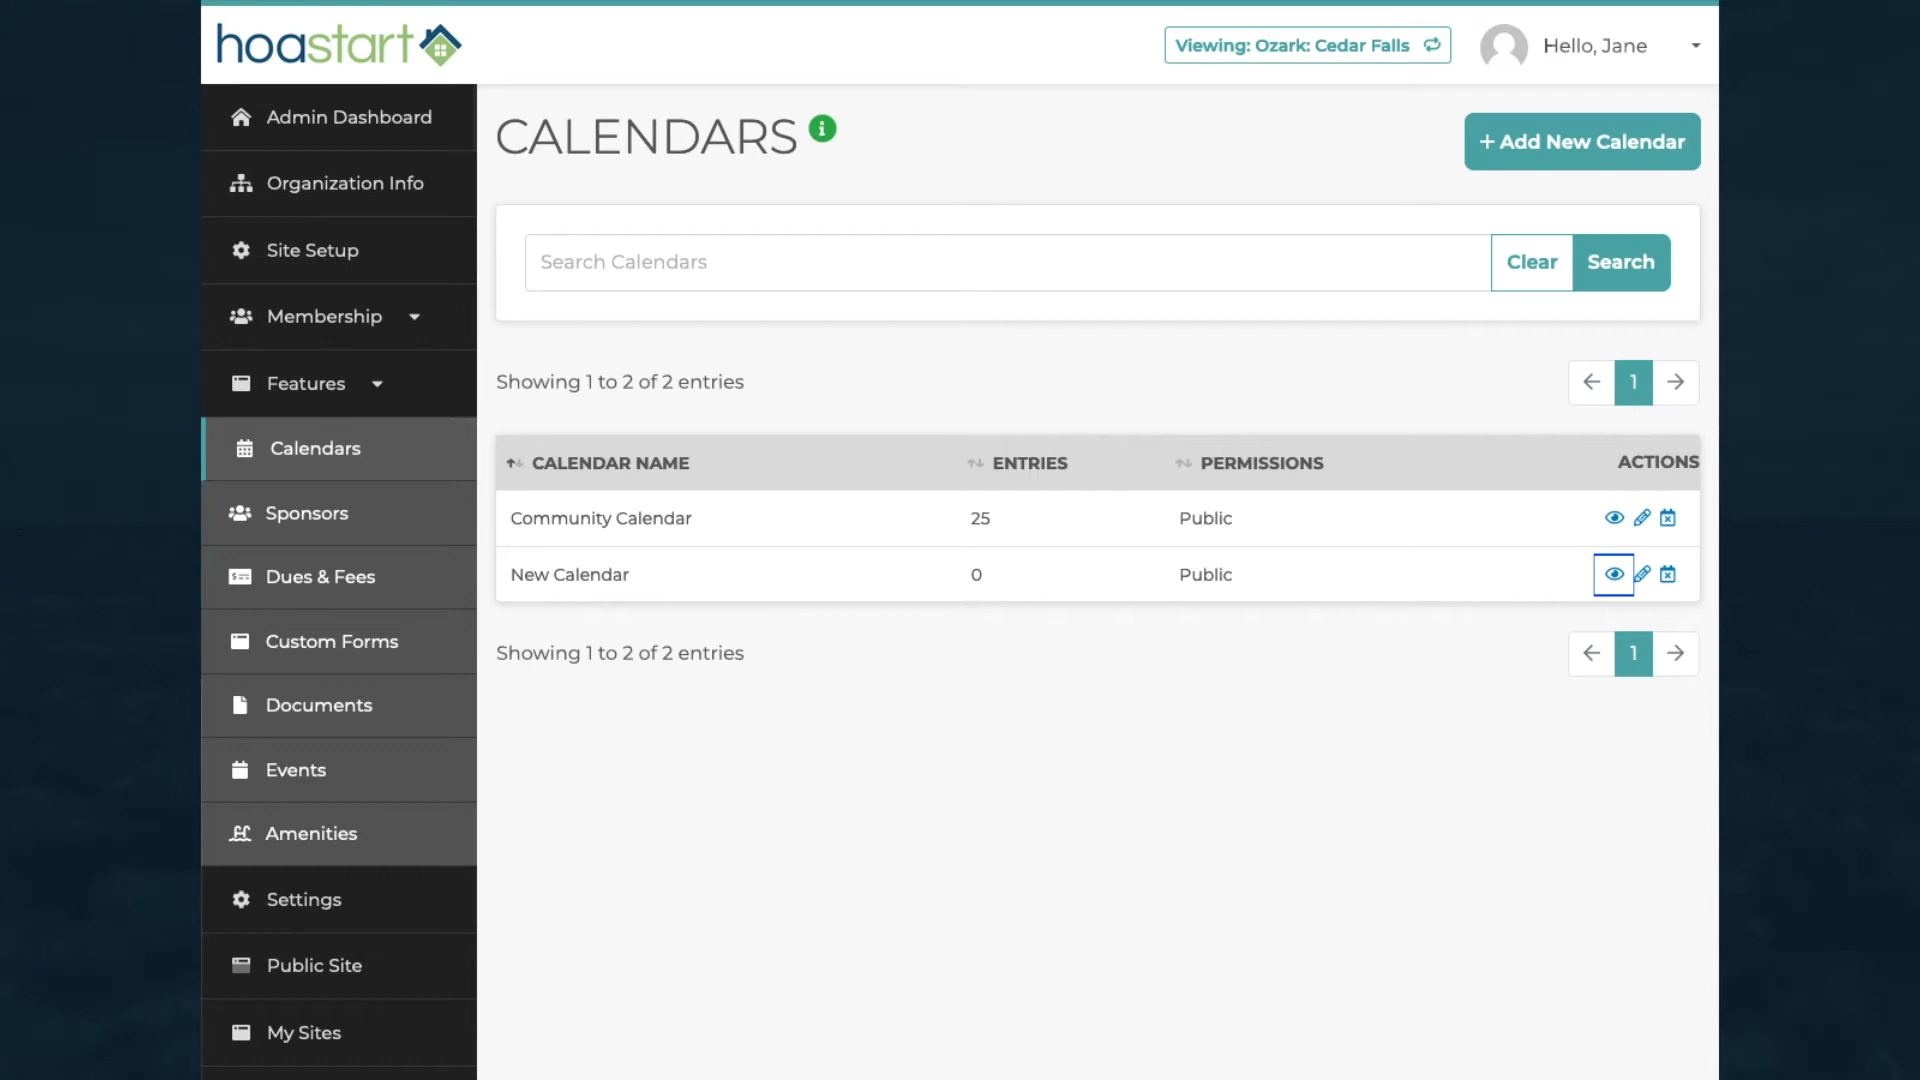 hoastart
Viewing: Ozark: Cedar Falls
Hello, Jane
Admin Dashboard
Organization Info
Site Setup
Membership
Features
Calendars
Sponsors
Dues & Fees
Custom Forms
Documents
Events
Amenities
Settings
Public Site
My Sites
CALENDARS
+ Add New Calendar
Search Calendars
Clear
Search
Showing 1 to 2 of 2 entries
1
CALENDAR NAME ENTRIES PERMISSIONS ACTIONS
Community Calendar 25 Public
New Calendar 0 Public
Showing 1 to 2 of 2 entries
1